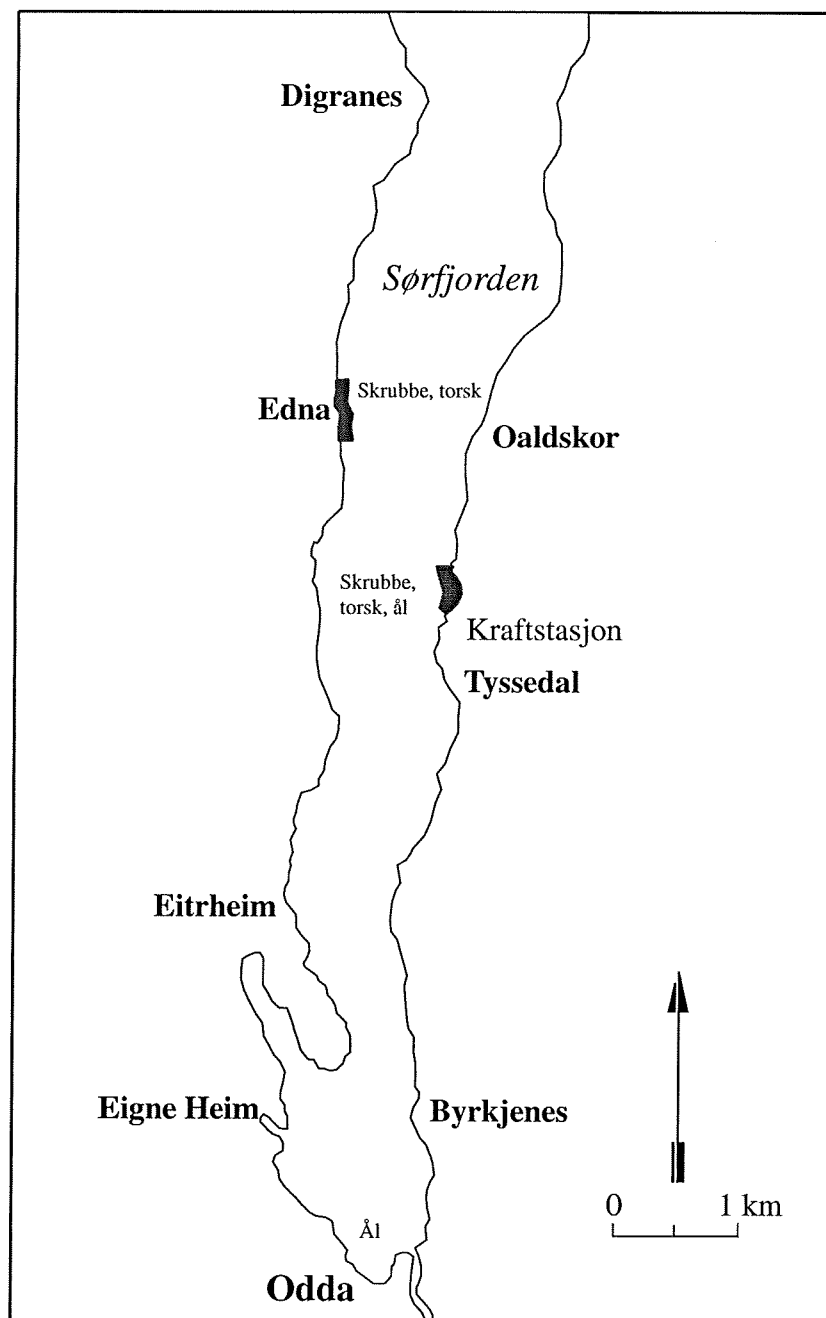 Digranes
Sørfjorden
Skrubbe, torsk
Edna
Oaldskor
Skrubbe,
torsk, ål
Kraftstasjon
Tyssedal
Eitrheim
Eigne Heim
Byrkjenes
0 1 km
Ål
Odda